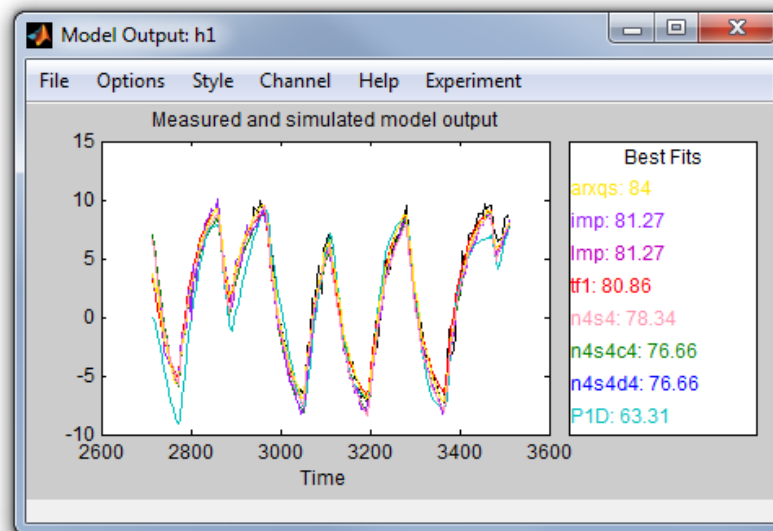 Model Output: h1
File Options Style Channel Help Experiment
Measured and simulated model output
15
10
5
0
-5
-10
2600 2800 3000 3200 3400 3600
Time
Best Fits
arxqs: 84
imp: 81.27
Imp: 81.27
tf1: 80.86
n4s4: 78.34
n4s4c4: 76.66
n4s4d4: 76.66
P1D: 63.31